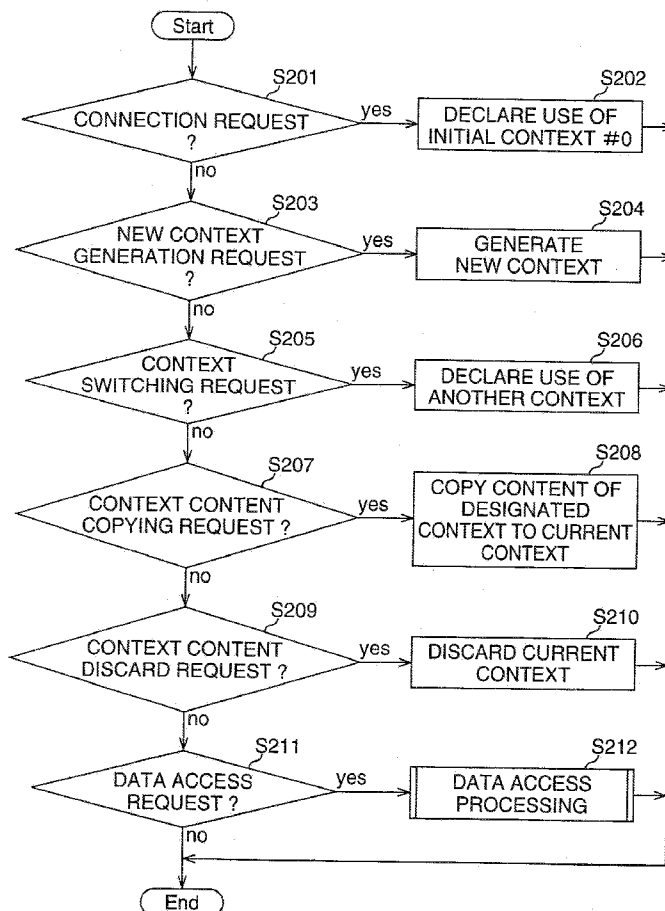 Start
S201
CONNECTION REQUEST
?
yes
S202
DECLARE USE OF
INITIAL CONTEXT #0
no
S203
NEW CONTEXT
GENERATION REQUEST
?
yes
S204
GENERATE
NEW CONTEXT
no
S205
CONTEXT
SWITCHING REQUEST
?
yes
S206
DECLARE USE OF
ANOTHER CONTEXT
no
S207
CONTEXT CONTENT
COPYING REQUEST ?
yes
S208
COPY CONTENT OF
DESIGNATED
CONTEXT TO CURRENT
CONTEXT
no
S209
CONTEXT CONTENT
DISCARD REQUEST ?
yes
S210
DISCARD CURRENT
CONTEXT
no
S211
DATA ACCESS
REQUEST ?
yes
S212
DATA ACCESS
PROCESSING
no
End